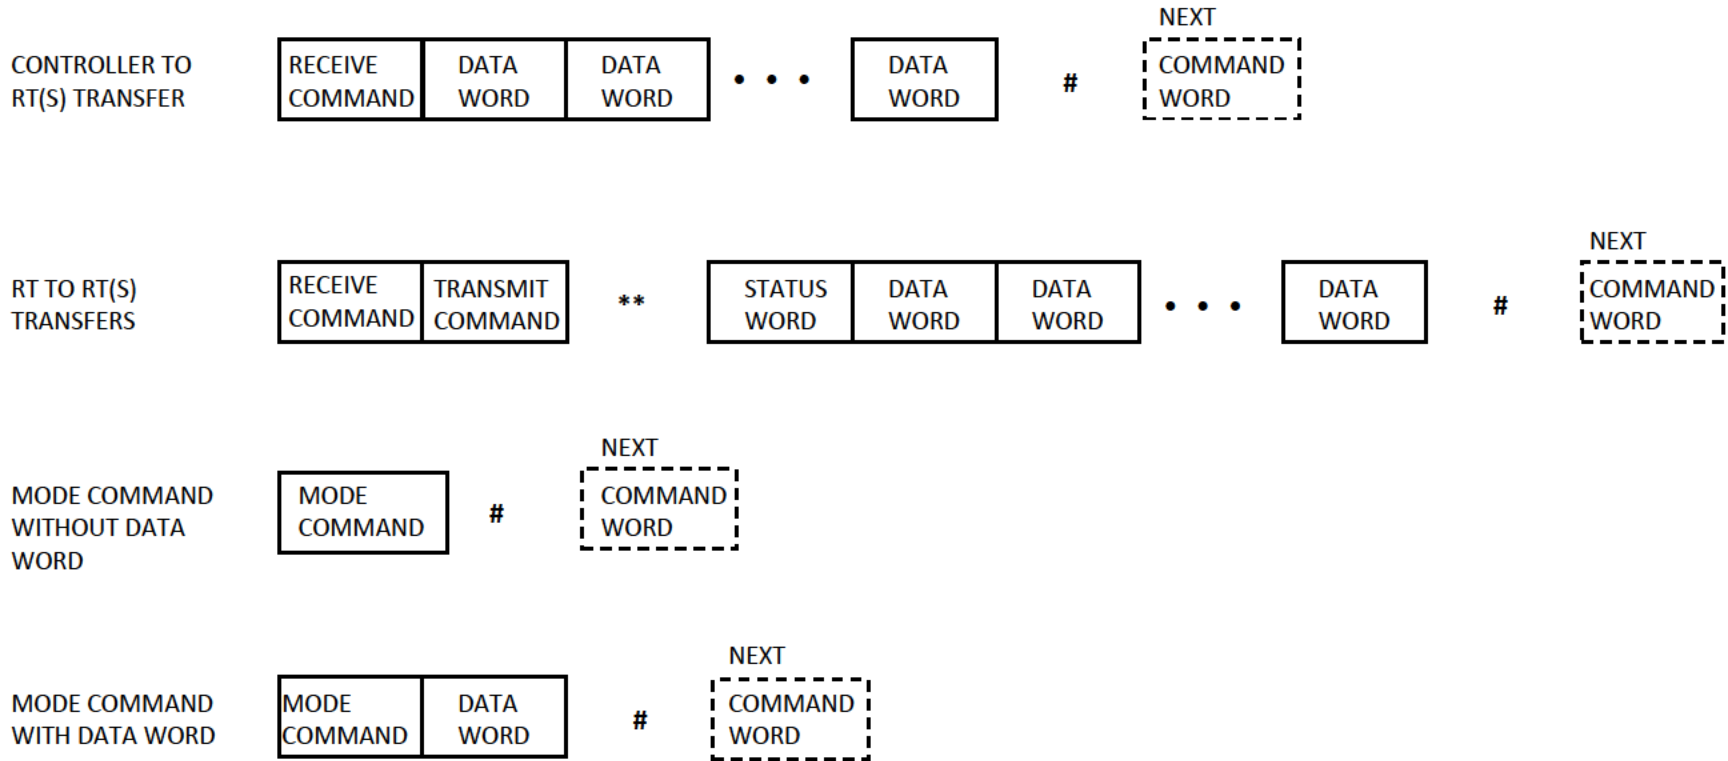 NEXT
CONTROLLER TO RT(S) TRANSFER
RECEIVE COMMAND
DATA WORD
DATA WORD
• • •
DATA WORD
#
COMMAND WORD
NEXT
RT TO RT(S) TRANSFERS
RECEIVE COMMAND
TRANSMIT COMMAND
**
STATUS WORD
DATA WORD
DATA WORD
• • •
DATA WORD
#
COMMAND WORD
NEXT
MODE COMMAND WITHOUT DATA WORD
MODE COMMAND
#
COMMAND WORD
NEXT
MODE COMMAND WITH DATA WORD
MODE COMMAND
DATA WORD
#
COMMAND WORD